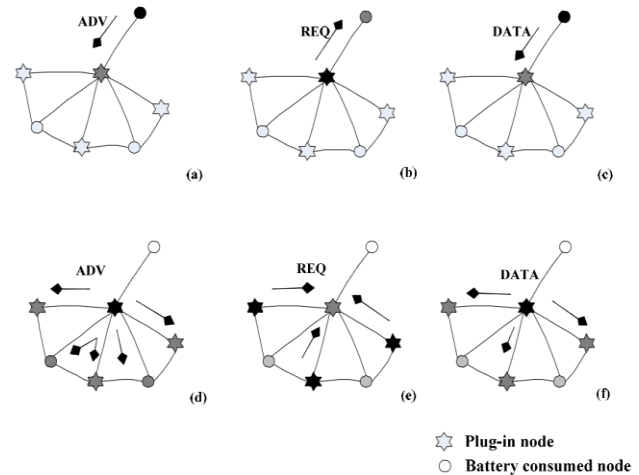 ADV
REQ
DATA
(a)
(b)
(c)
ADV
REQ
DATA
(d)
(e)
(f)
Plug-in node
Battery consumed node